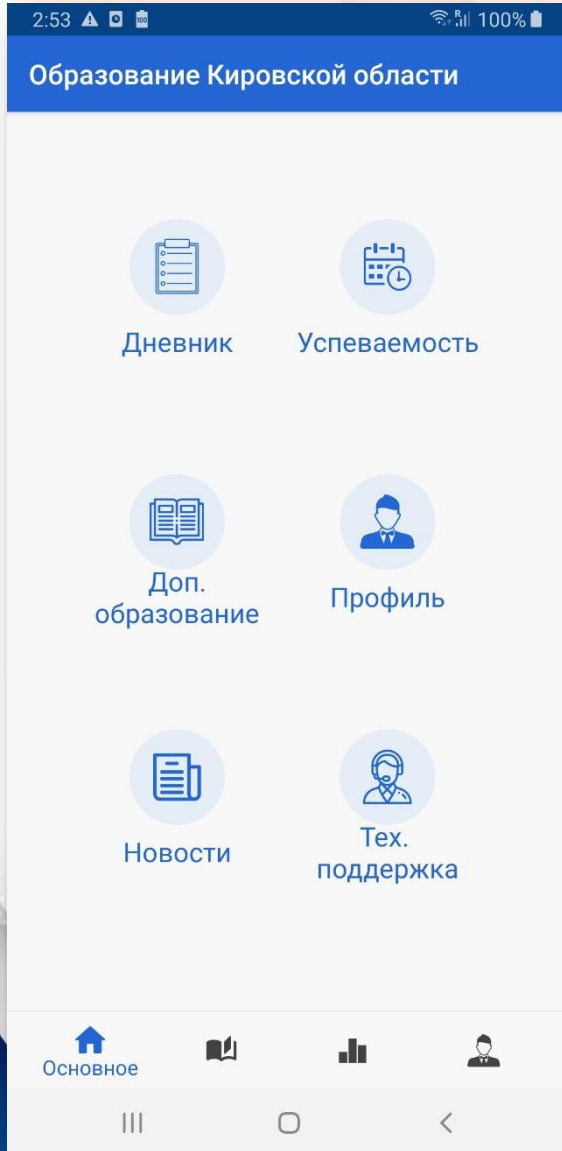 2:53 100%
Образование Кировской области
Дневник
Успеваемость
Доп.
образование
Профиль
Новости
Тех.
поддержка
Основное